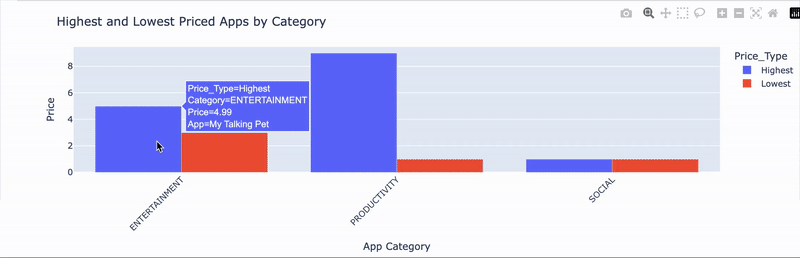 Highest and Lowest Priced Apps by Category
Price_Type
Highest
Lowest
Price
8
6
4
2
0
Price_Type=Highest
Category=ENTERTAINMENT
Price=4.99
App=My Talking Pet
ENTERTAINMENT
PRODUCTIVITY
SOCIAL
App Category